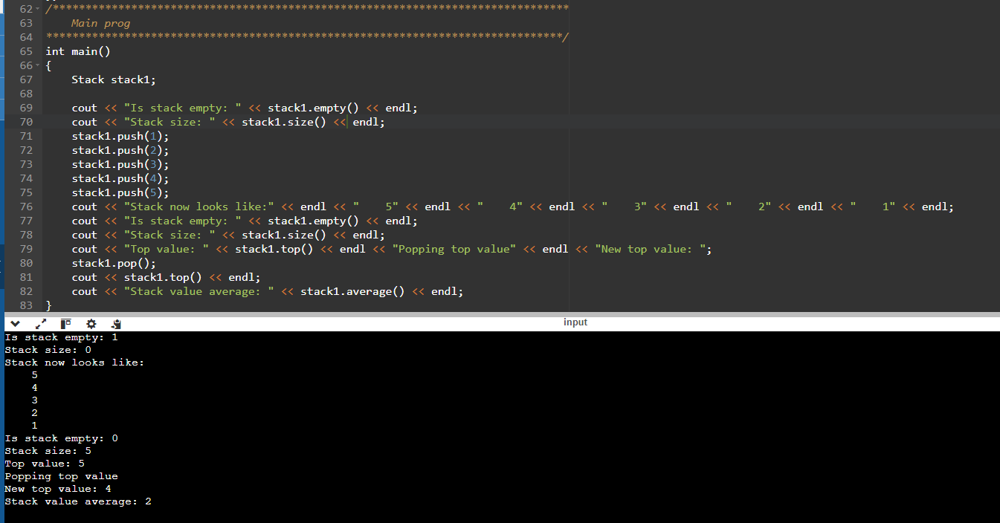 62 /*******************************************************************************
63     Main prog
64 *******************************************************************************/
65 int main()
66 {
67     Stack stack1;
68
69     cout << "Is stack empty: " << stack1.empty() << endl;
70     cout << "Stack size: " << stack1.size() << endl;
71     stack1.push(1);
72     stack1.push(2);
73     stack1.push(3);
74     stack1.push(4);
75     stack1.push(5);
76     cout << "Stack now looks like:" << endl << "    5" << endl << "    4" << endl << "    3" << endl << "    2" << endl << "    1" << endl;
77     cout << "Is stack empty: " << stack1.empty() << endl;
78     cout << "Stack size: " << stack1.size() << endl;
79     cout << "Top value: " << stack1.top() << endl << "Popping top value" << endl << "New top value: ";
80     stack1.pop();
81     cout << stack1.top() << endl;
82     cout << "Stack value average: " << stack1.average() << endl;
83 }
input
Is stack empty: 1
Stack size: 0
Stack now looks like:
    5
    4
    3
    2
    1
Is stack empty: 0
Stack size: 5
Top value: 5
Popping top value
New top value: 4
Stack value average: 2